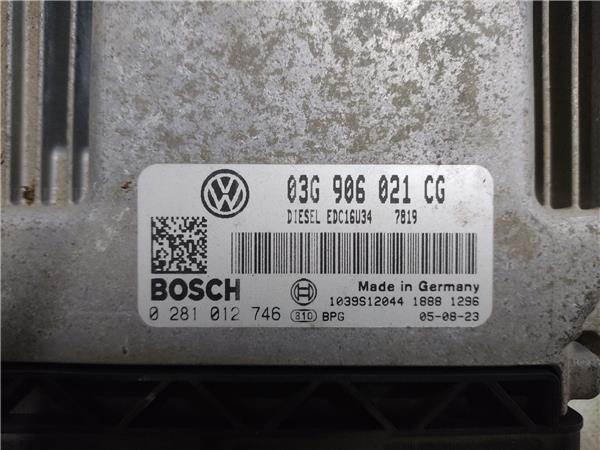 03G 906 021 CG
DIESEL EDC16U34 7819
BOSCH
Made in Germany
0 281 012 746
1039S12044 1888 1296
810 BPG
05-08-23